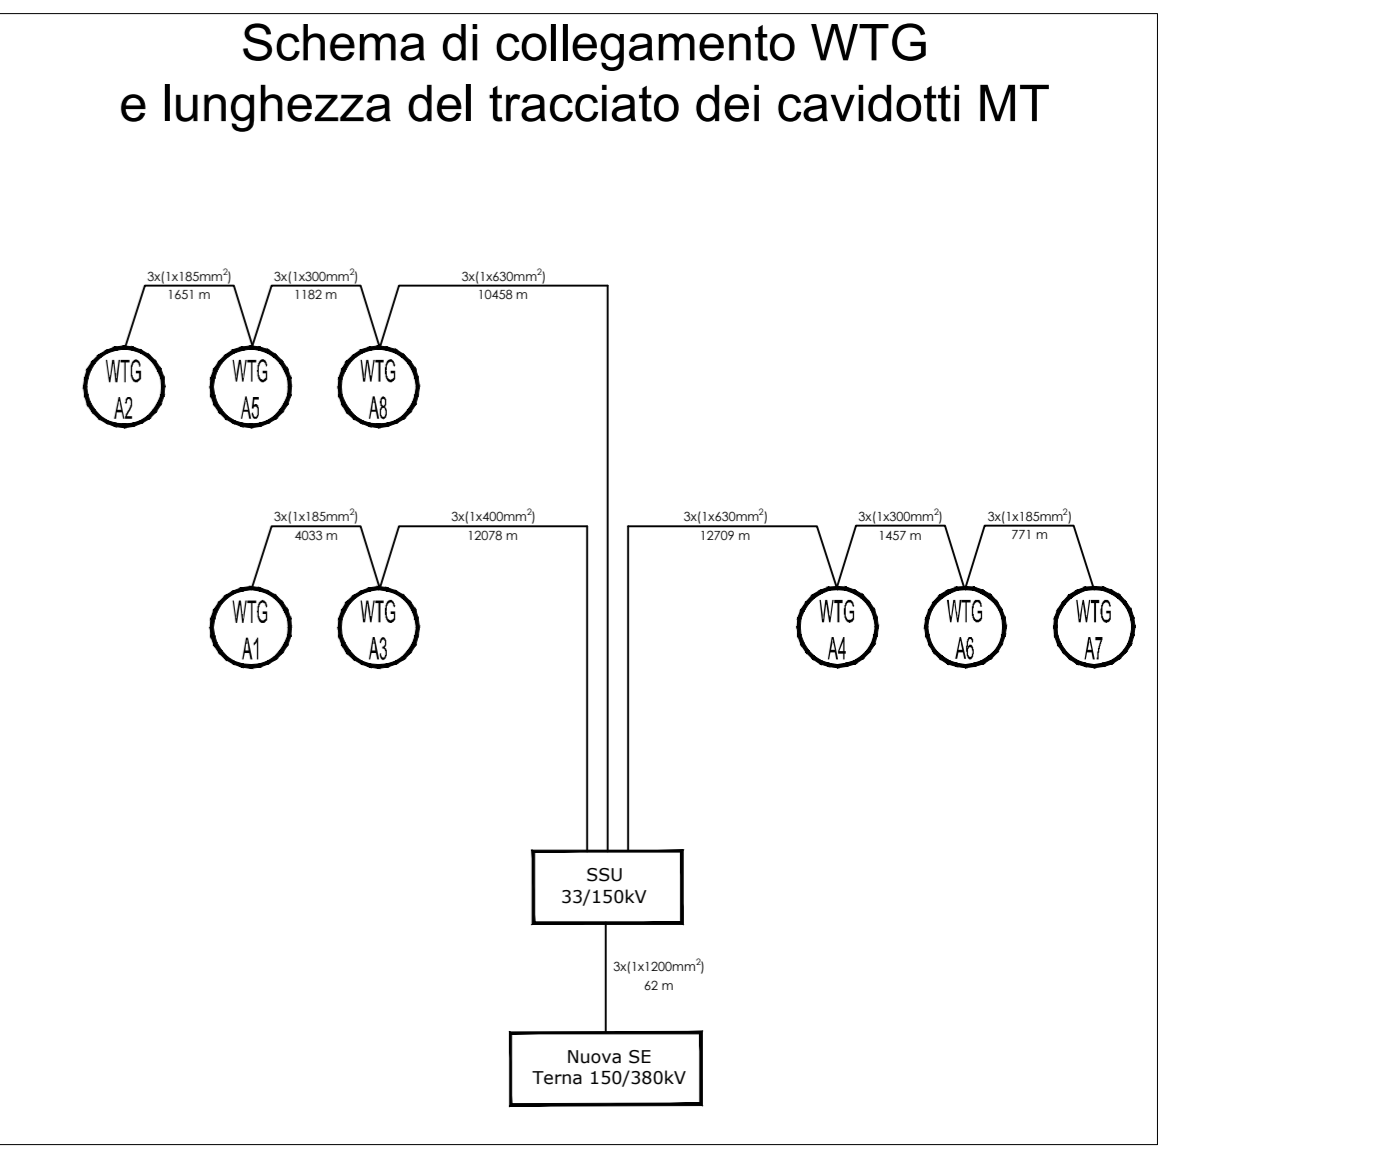 Schema di collegamento WTG
e lunghezza del tracciato dei cavidotti MT
3x(1x185mm²)
1651 m
3x(1x300mm²)
1182 m
3x(1x630mm²)
10458 m
WTG
A2
WTG
A5
WTG
A8
3x(1x185mm²)
4033 m
3x(1x400mm²)
12078 m
3x(1x630mm²)
12709 m
3x(1x300mm²)
1457 m
3x(1x185mm²)
771 m
WTG
A1
WTG
A3
WTG
A4
WTG
A6
WTG
A7
SSU
33/150kV
3x(1x1200mm²)
62 m
Nuova SE
Terna 150/380kV